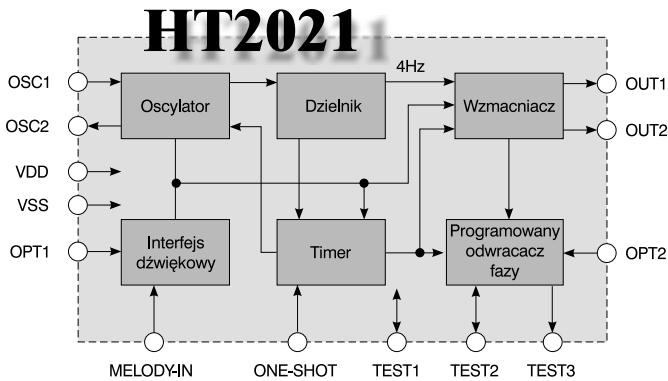 HT2021
4Hz
OSC1
Oscylator
Dzielnik
Wzmacniacz
OUT1
OSC2
OUT2
VDD
VSS
OPT1
Interfejs
dźwiękowy
Timer
Programowany
odwracacz
fazy
OPT2
MELODY-IN
ONE-SHOT
TEST1
TEST2
TEST3